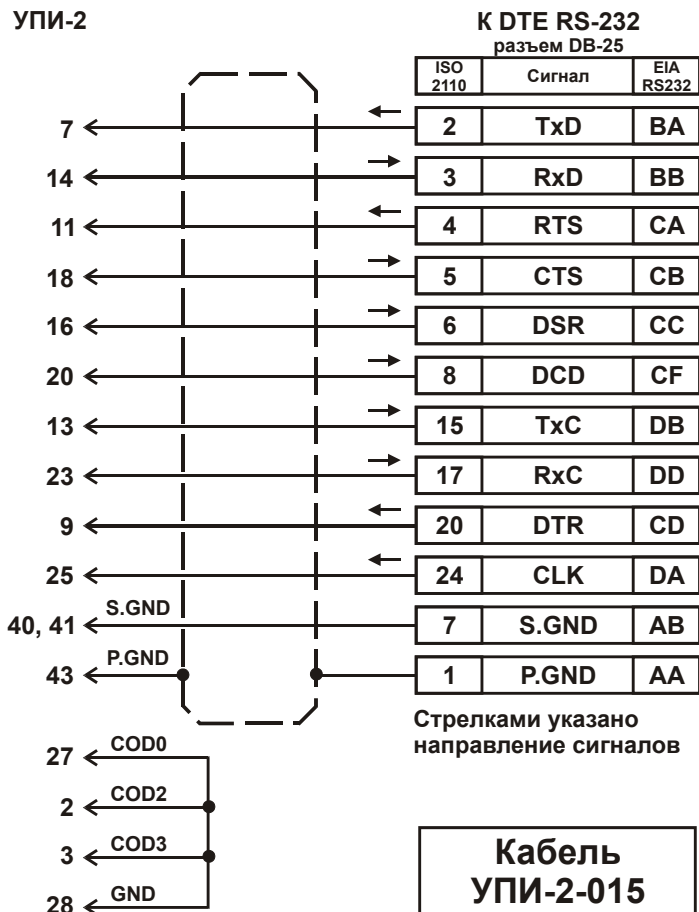 УПИ-2
К DTE RS-232
разъем DB-25
ISO 2110 Сигнал EIA RS232
7 2 TxD BA
14 3 RxD BB
11 4 RTS CA
18 5 CTS CB
16 6 DSR CC
20 8 DCD CF
13 15 TxC DB
23 17 RxC DD
9 20 DTR CD
25 24 CLK DA
40, 41 S.GND 7 S.GND AB
43 P.GND 1 P.GND AA
Стрелками указано
направление сигналов
27 COD0
2 COD2
3 COD3
28 GND
Кабель
УПИ-2-015